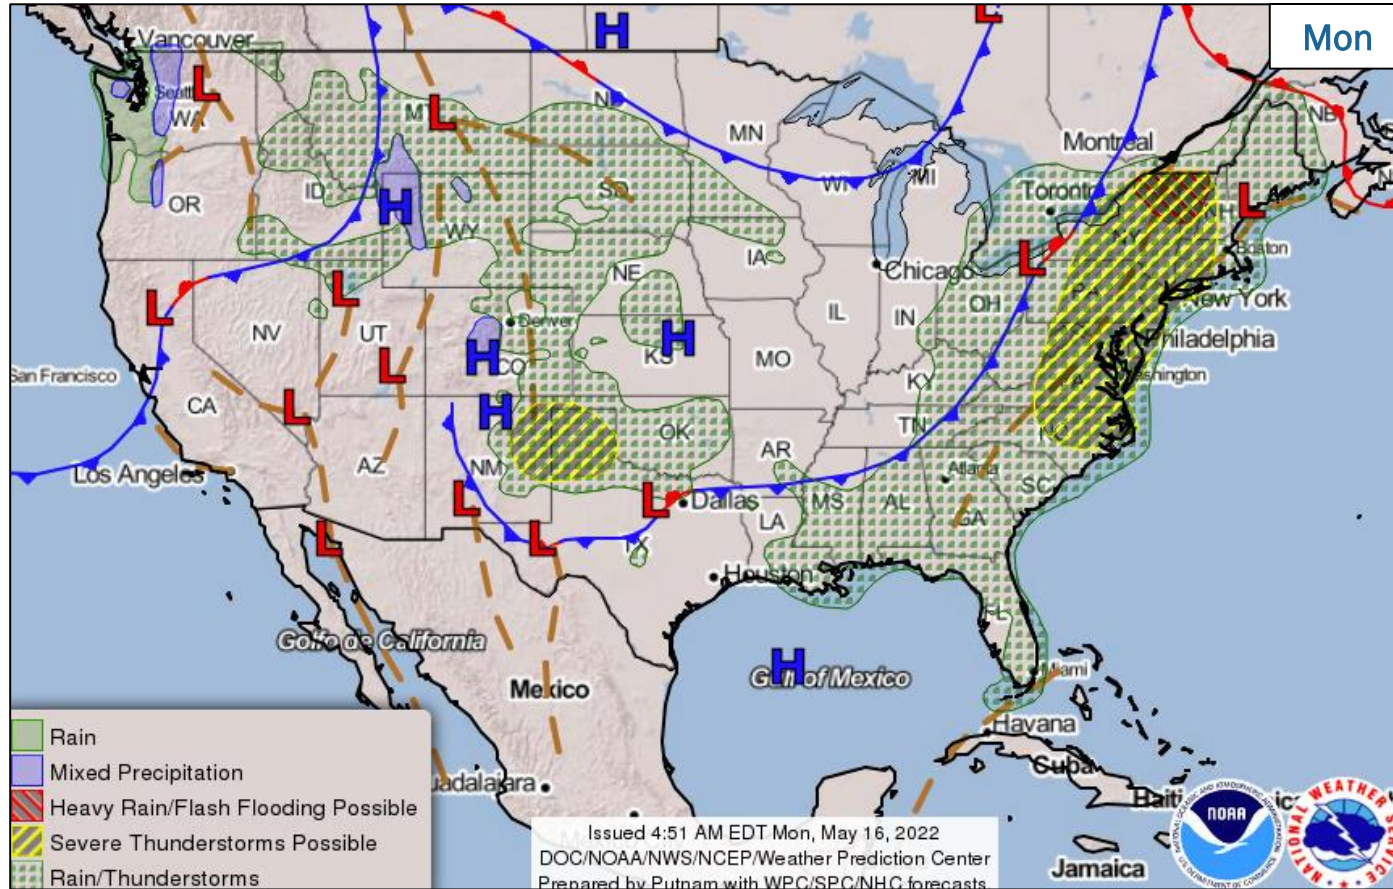 Mon
Vancouver
Seatt
WA
MT
ND
MN
Montreal
NB
OR
ID
WY
SD
WI
MI
Toronto
NH
NY
Boston
IA
Chicago
NE
OH
PA
New York
NV
UT
Denver
CO
KS
MO
IL
IN
Philadelphia
San Francisco
CA
KY
VA
Washington
Los Angeles
AZ
NM
OK
AR
TN
NC
Atlanta
SC
Dallas
LA
MS
AL
GA
TX
Houston
FL
Golfo de California
Gulf of Mexico
Miami
Mexico
Havana
Cuba
uadalajara
Haiti
Jamaica
H
L
Rain
Mixed Precipitation
Heavy Rain/Flash Flooding Possible
Severe Thunderstorms Possible
Rain/Thunderstorms
Issued 4:51 AM EDT Mon, May 16, 2022
DOC/NOAA/NWS/NCEP/Weather Prediction Center
Prepared by Putnam with WPC/SPC/NHC forecasts.
NOAA
NATIONAL WEATHER SERVICE